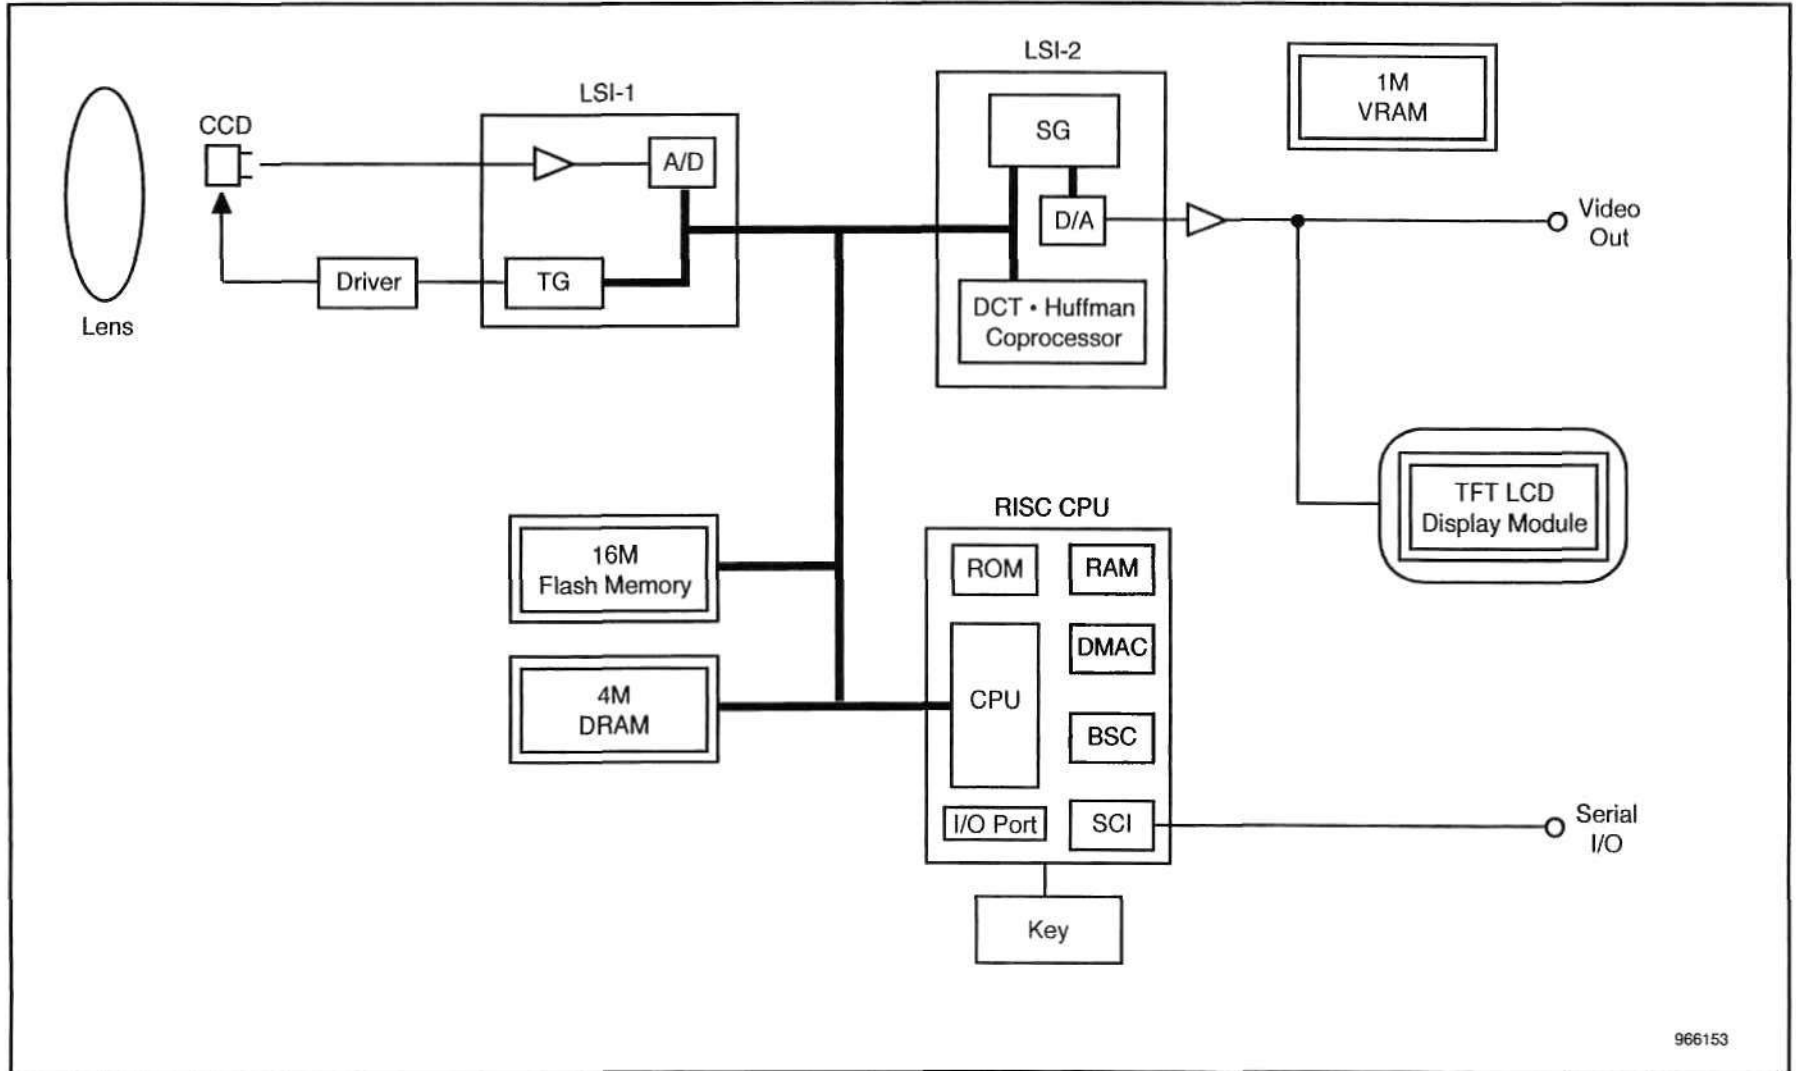 LSI-1
CCD
A/D
Driver
TG
Lens
LSI-2
SG
D/A
DCT • Huffman
Coprocessor
1M
VRAM
Video
Out
TFT LCD
Display Module
16M
Flash Memory
4M
DRAM
RISC CPU
ROM
RAM
DMAC
CPU
BSC
I/O Port
SCI
Serial
I/O
Key
966153